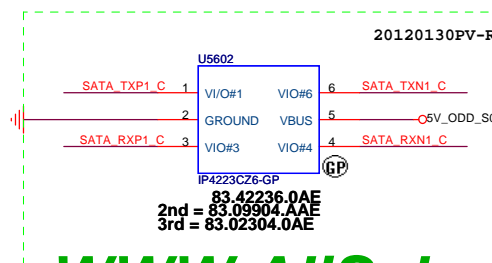 20120130PV-R
U5602
SATA_TXP1_C 1 VI/O#1 VIO#6 6 SATA_TXN1_C
2 GROUND VBUS 5 5V_ODD_S0
SATA_RXP1_C 3 VIO#3 VIO#4 4 SATA_RXN1_C
GP
IP4223CZ6-GP
83.42236.0AE
2nd = 83.09904.AAE
3rd = 83.02304.0AE